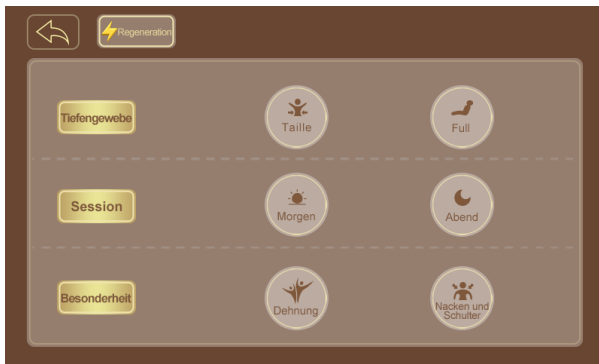 Regeneration
Tiefengewebe
Taille
Full
Session
Morgen
Abend
Besonderheit
Dehnung
Nacken und
Schulter